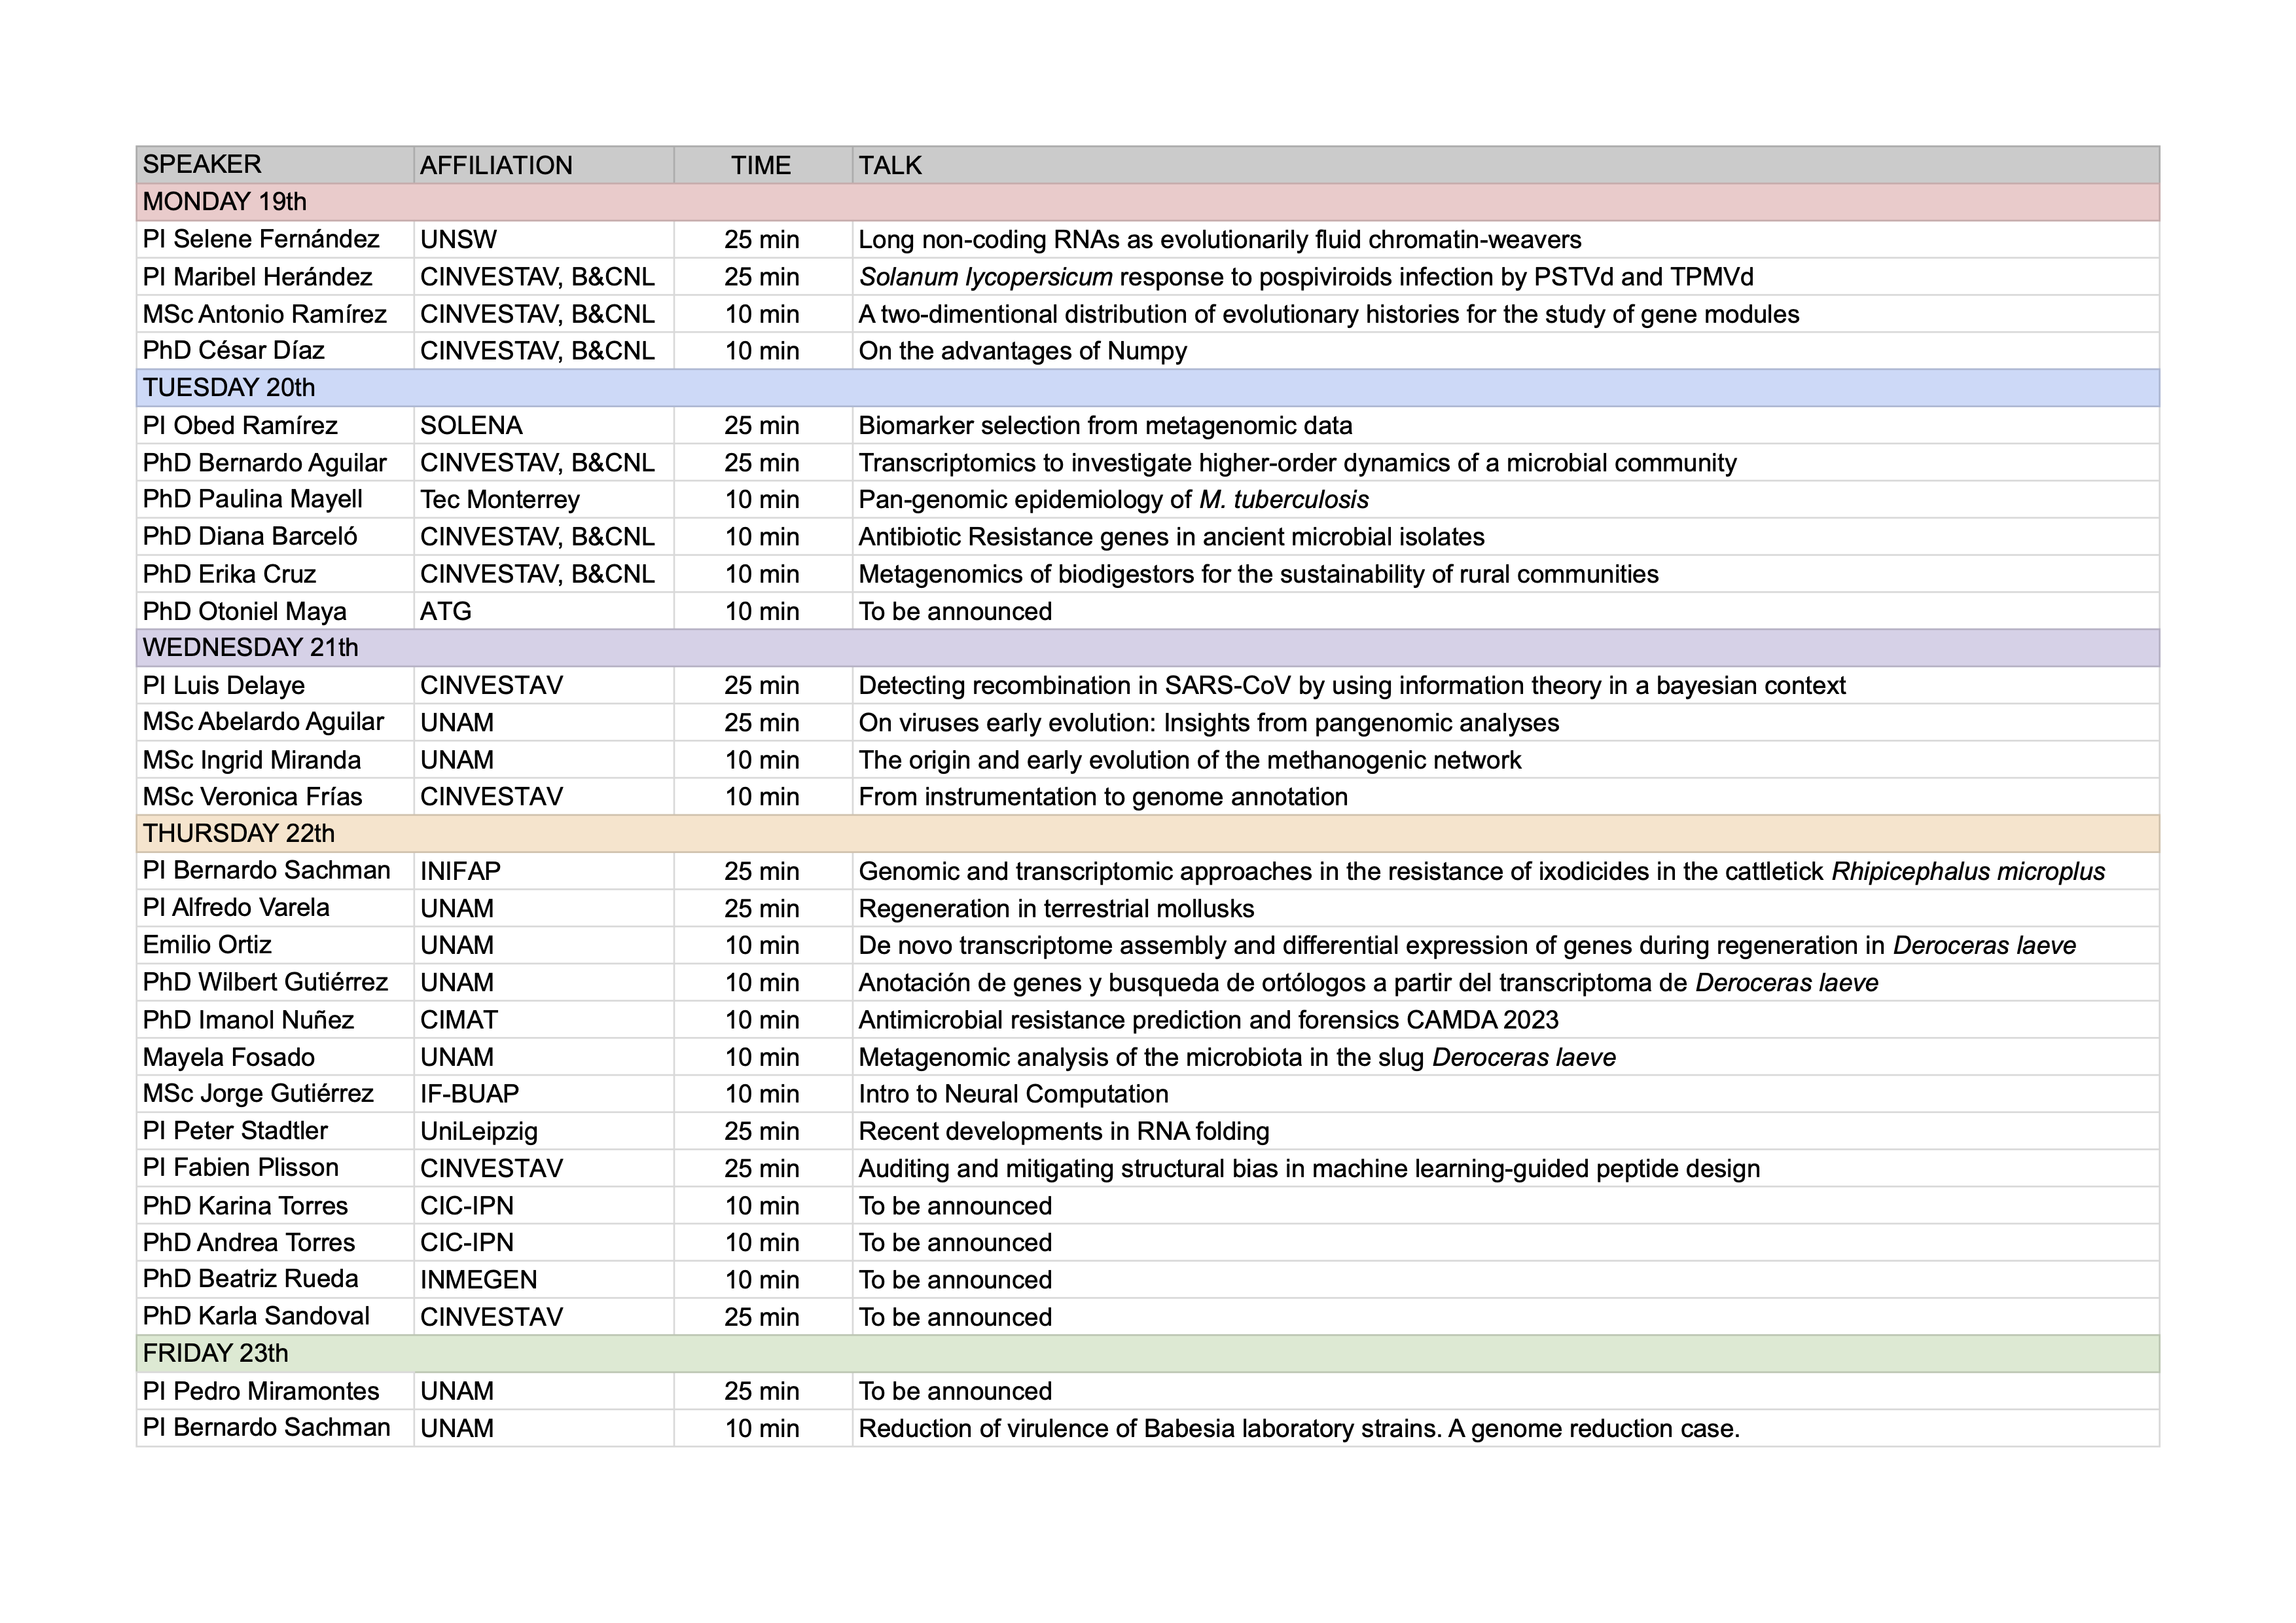 SPEAKER AFFILIATION TIME TALK
MONDAY 19th
PI Selene Fernández UNSW 25 min Long non-coding RNAs as evolutionarily fluid chromatin-weavers
PI Maribel Herández CINVESTAV, B&CNL 25 min Solanum lycopersicum response to pospiviroids infection by PSTVd and TPMVd
MSc Antonio Ramírez CINVESTAV, B&CNL 10 min A two-dimentional distribution of evolutionary histories for the study of gene modules
PhD César Díaz CINVESTAV, B&CNL 10 min On the advantages of Numpy
TUESDAY 20th
PI Obed Ramírez SOLENA 25 min Biomarker selection from metagenomic data
PhD Bernardo Aguilar CINVESTAV, B&CNL 25 min Transcriptomics to investigate higher-order dynamics of a microbial community
PhD Paulina Mayell Tec Monterrey 10 min Pan-genomic epidemiology of M. tuberculosis
PhD Diana Barceló CINVESTAV, B&CNL 10 min Antibiotic Resistance genes in ancient microbial isolates
PhD Erika Cruz CINVESTAV, B&CNL 10 min Metagenomics of biodigestors for the sustainability of rural communities
PhD Otoniel Maya ATG 10 min To be announced
WEDNESDAY 21th
PI Luis Delaye CINVESTAV 25 min Detecting recombination in SARS-CoV by using information theory in a bayesian context
MSc Abelardo Aguilar UNAM 25 min On viruses early evolution: Insights from pangenomic analyses
MSc Ingrid Miranda UNAM 10 min The origin and early evolution of the methanogenic network
MSc Veronica Frías CINVESTAV 10 min From instrumentation to genome annotation
THURSDAY 22th
PI Bernardo Sachman INIFAP 25 min Genomic and transcriptomic approaches in the resistance of ixodicides in the cattletick Rhipicephalus microplus
PI Alfredo Varela UNAM 25 min Regeneration in terrestrial mollusks
Emilio Ortiz UNAM 10 min De novo transcriptome assembly and differential expression of genes during regeneration in Deroceras laeve
PhD Wilbert Gutiérrez UNAM 10 min Anotación de genes y busqueda de ortólogos a partir del transcriptoma de Deroceras laeve
PhD Imanol Nuñez CIMAT 10 min Antimicrobial resistance prediction and forensics CAMDA 2023
Mayela Fosado UNAM 10 min Metagenomic analysis of the microbiota in the slug Deroceras laeve
MSc Jorge Gutiérrez IF-BUAP 10 min Intro to Neural Computation
PI Peter Stadtler UniLeipzig 25 min Recent developments in RNA folding
PI Fabien Plisson CINVESTAV 25 min Auditing and mitigating structural bias in machine learning-guided peptide design
PhD Karina Torres CIC-IPN 10 min To be announced
PhD Andrea Torres CIC-IPN 10 min To be announced
PhD Beatriz Rueda INMEGEN 10 min To be announced
PhD Karla Sandoval CINVESTAV 25 min To be announced
FRIDAY 23th
PI Pedro Miramontes UNAM 25 min To be announced
PI Bernardo Sachman UNAM 10 min Reduction of virulence of Babesia laboratory strains. A genome reduction case.